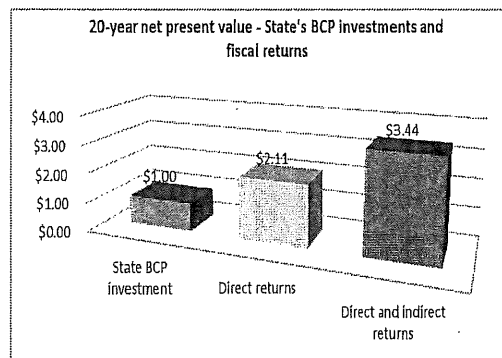 20-year net present value - State's BCP investments and
fiscal returns
$4.00
$3.00
$2.00
$1.00
$0.00
$1.00
$2.11
$3.44
State BCP
investment
Direct returns
Direct and indirect
returns